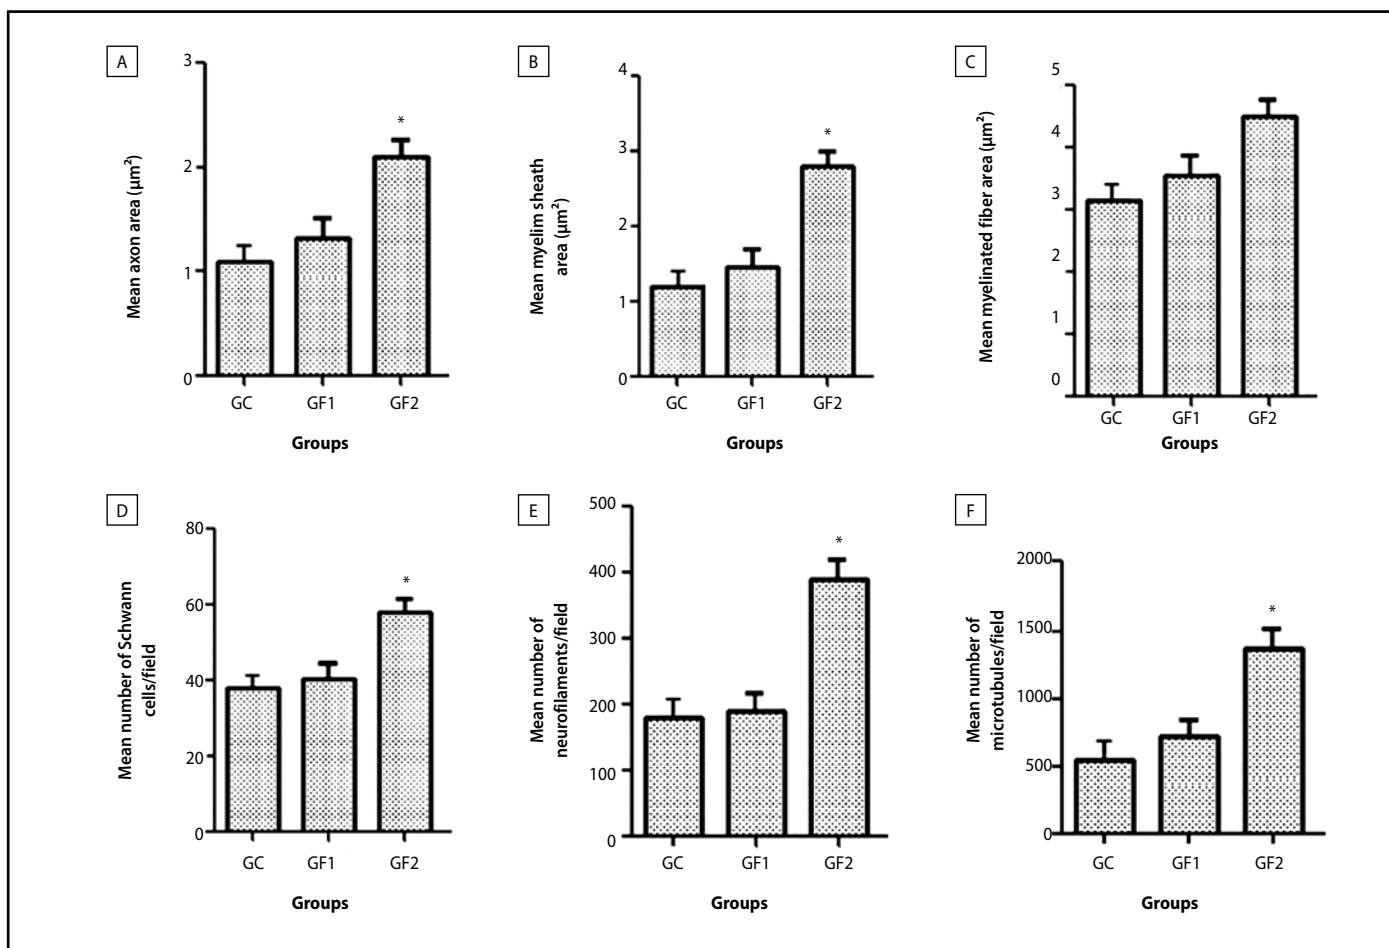 A
3
2
1
0
Mean axon area (μm²)
*
GC GF1 GF2
Groups
B
4
3
2
1
0
Mean myelim sheath
area (μm²)
*
GC GF1 GF2
Groups
C
5
4
3
2
1
0
Mean myelinated fiber area (μm²)
GC GF1 GF2
Groups
D
80
60
40
20
0
Mean number of Schwann
cells/field
*
GC GF1 GF2
Groups
E
500
400
300
200
100
0
Mean number of
neurofilaments/field
*
GC GF1 GF2
Groups
F
2000
1500
1000
500
0
Mean number of
microtubules/field
*
GC GF1 GF2
Groups